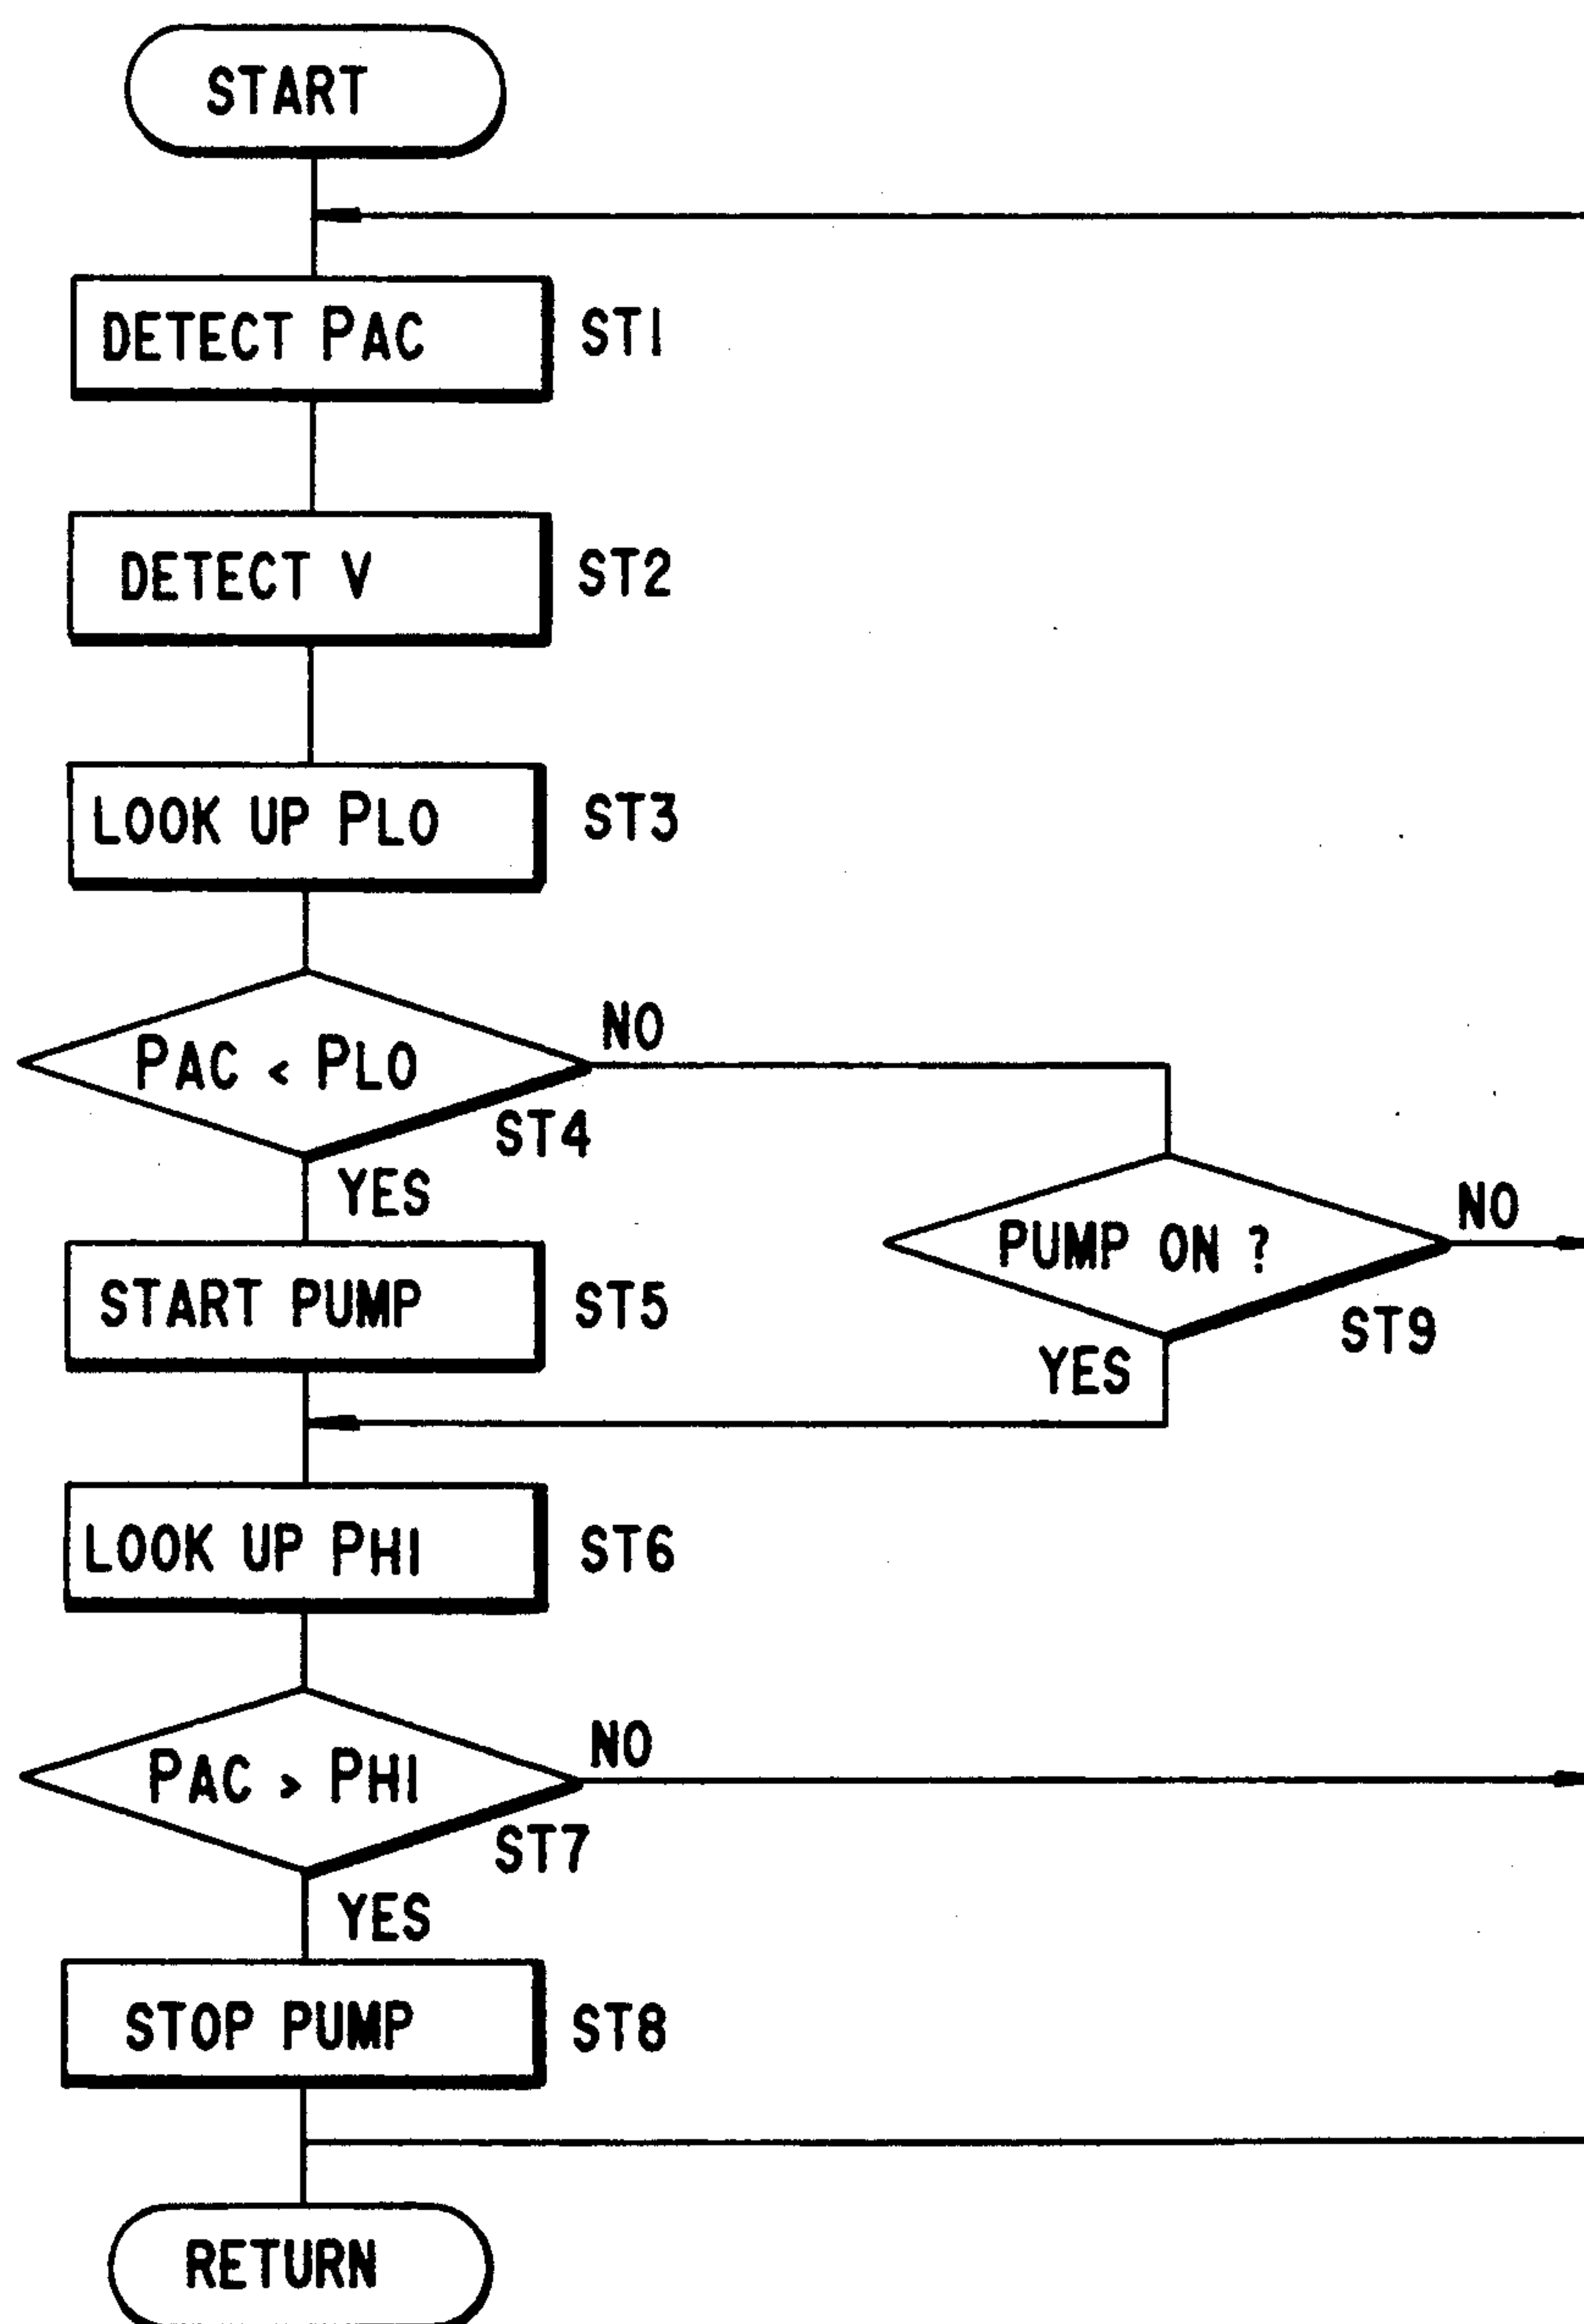 START
DETECT PAC
ST1
DETECT V
ST2
LOOK UP PLO
ST3
PAC < PLO
NO
ST4
YES
START PUMP
ST5
PUMP ON ?
NO
ST9
YES
LOOK UP PHI
ST6
PAC > PHI
NO
ST7
YES
STOP PUMP
ST8
RETURN